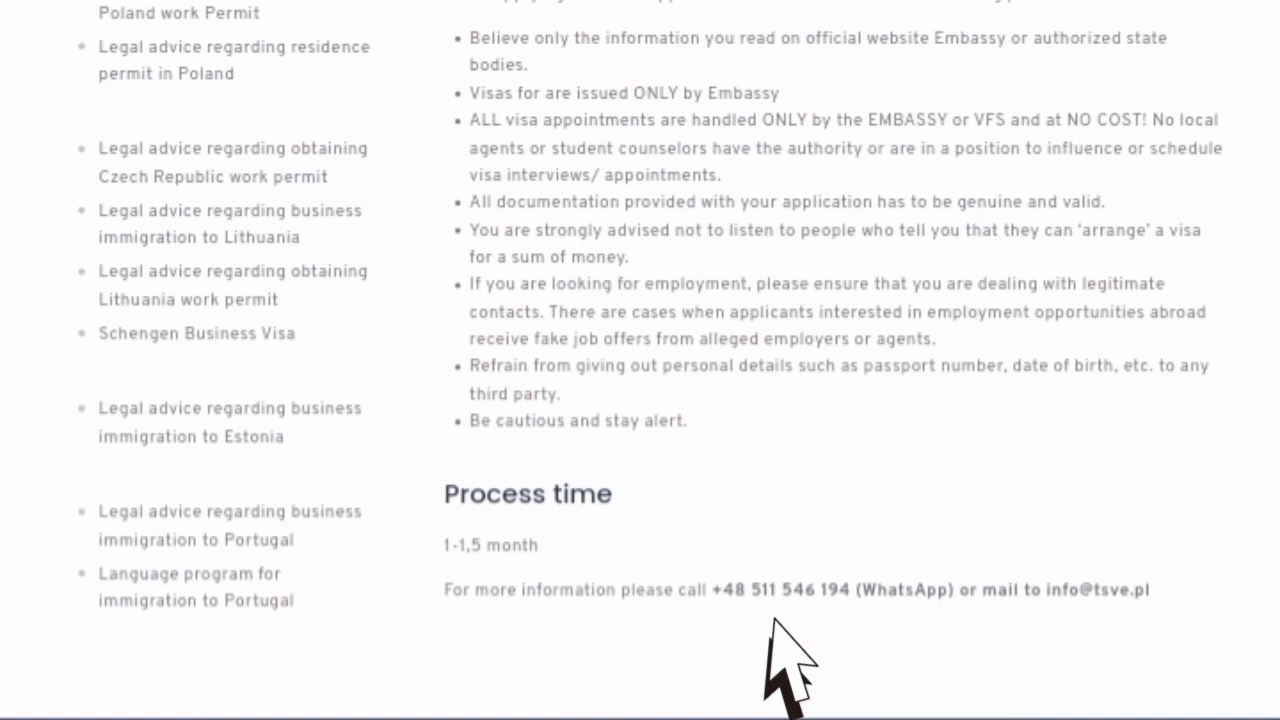 Poland work Permit
Legal advice regarding residence
permit in Poland
Legal advice regarding obtaining
Czech Republic work permit
Legal advice regarding business
immigration to Lithuania
Legal advice regarding obtaining
Lithuania work permit
Schengen Business Visa
Legal advice regarding business
immigration to Estonia
Legal advice regarding business
immigration to Portugal
Language program for
immigration to Portugal
Believe only the information you read on official website Embassy or authorized state
bodies.
Visas for are issued ONLY by Embassy
ALL visa appointments are handled ONLY by the EMBASSY or VFS and at NO COST! No local
agents or student counselors have the authority or are in a position to influence or schedule
visa interviews/ appointments.
All documentation provided with your application has to be genuine and valid.
You are strongly advised not to listen to people who tell you that they can ‘arrange’ a visa
for a sum of money.
If you are looking for employment, please ensure that you are dealing with legitimate
contacts. There are cases when applicants interested in employment opportunities abroad
receive fake job offers from alleged employers or agents.
Refrain from giving out personal details such as passport number, date of birth, etc. to any
third party.
Be cautious and stay alert.
Process time
1-1,5 month
For more information please call +48 511 546 194 (WhatsApp) or mail to info@tsve.pl